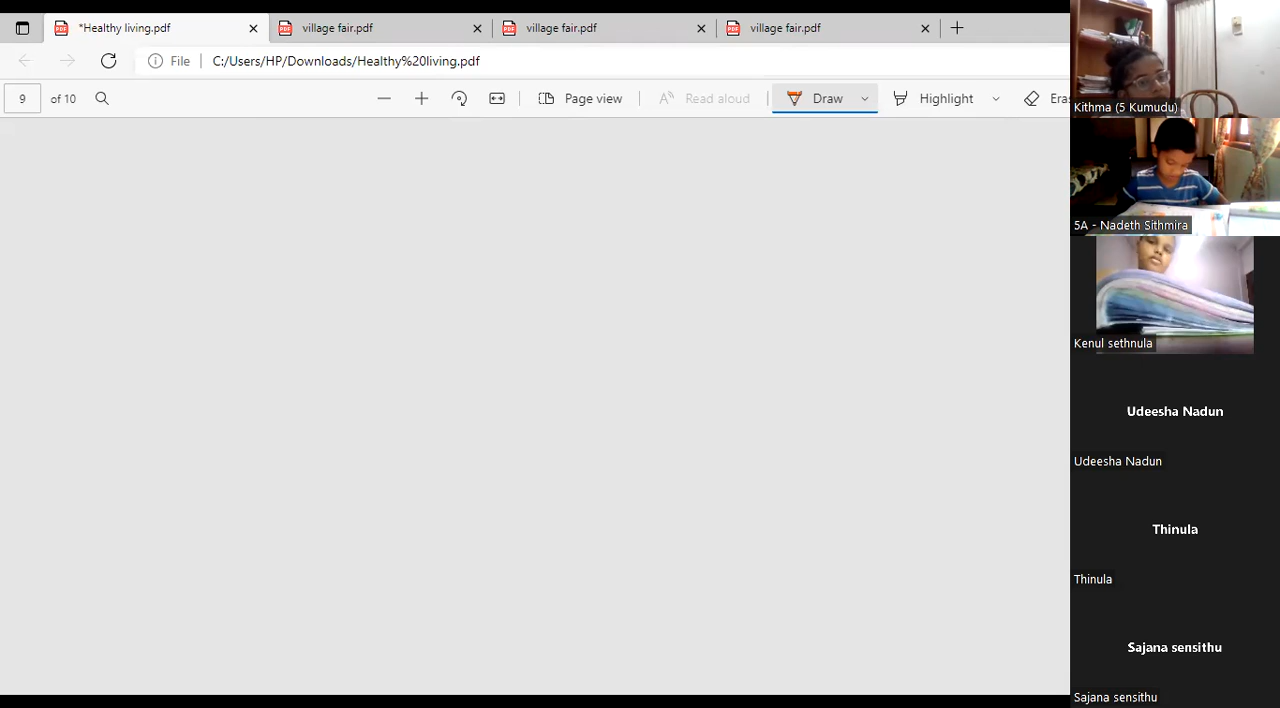 *Healthy living.pdf
village fair.pdf
village fair.pdf
village fair.pdf
File
C:/Users/HP/Downloads/Healthy%20living.pdf
9 of 10
Page view
Read aloud
Draw
Highlight
Eras
Kithma (5 Kumudu)
5A - Nadeth Sithmira
Kenul sethnula
Udeesha Nadun
Udeesha Nadun
Thinula
Thinula
Sajana sensithu
Sajana sensithu